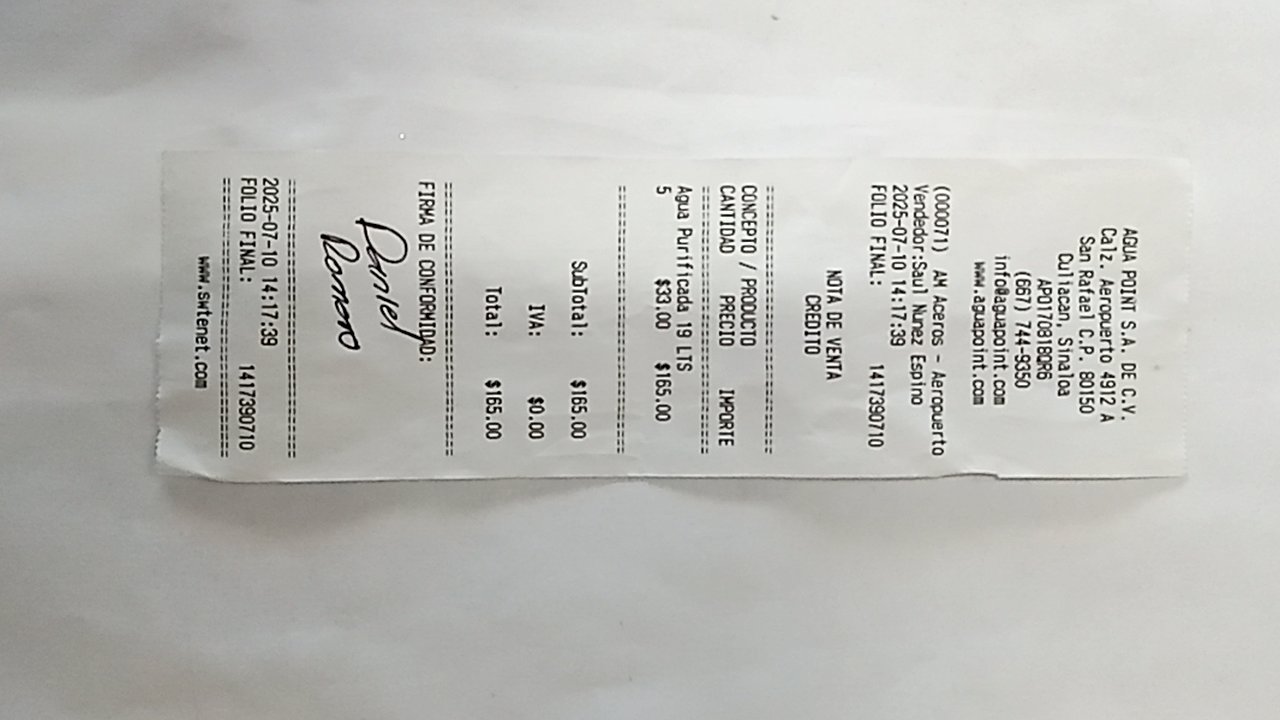 AGUA POINT S.A. DE C.V.
Calz. Aeropuerto 4912 A
San Rafael C.P. 80150
Culiacan, Sinaloa
APO170818QR6
(667) 744-9350
info@aguapoint.com
www.aguapoint.com
(000071) AM Aceros - Aeropuerto
Vendedor:Saul Nunez Espino
2025-07-10 14:17:39
FOLIO FINAL: 1417390710
NOTA DE VENTA
CREDITO
================================
CONCEPTO / PRODUCTO
CANTIDAD PRECIO IMPORTE
================================
Agua Purificada 19 LTS
5 $33.00 $165.00
================================
SubTotal: $165.00
IVA: $0.00
Total: $165.00
================================
FIRMA DE CONFORMIDAD:
Daniel
Romero
================================
2025-07-10 14:17:39
FOLIO FINAL: 1417390710
================================
www.swtenet.com